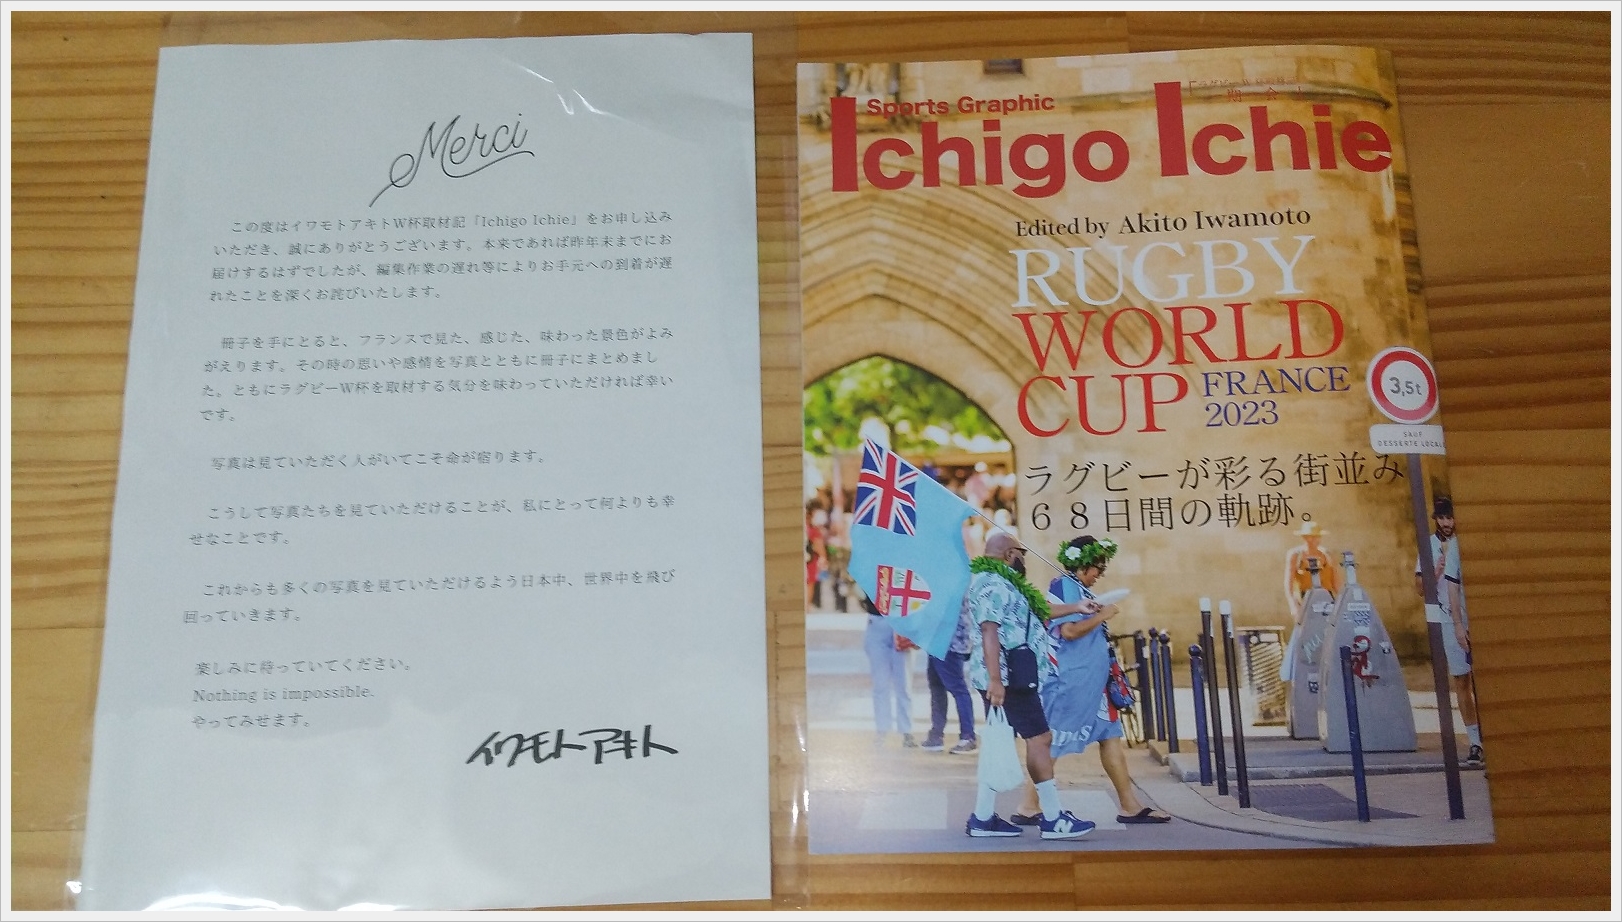 Merci
この度はイワモトアキトW杯取材記「Ichigo Ichie」をお申し込み
いただき、誠にありがとうございます。本来であれば昨年末までにお
届けするはずでしたが、編集作業の遅れ等によりお手元への到着が遅
れたことを深くお詫びいたします。
冊子を手にとると、フランスで見た、感じた、味わった景色がよみ
がえります。その時の思いや感情を写真とともに冊子にまとめまし
た。ともにラグビーW杯を取材する気分を味わっていただければ幸い
です。
写真は見ていただく人がいてこそ命が宿ります。
こうして写真たちを見ていただけることが、私にとって何よりも幸
せなことです。
これからも多くの写真を見ていただけるよう日本中、世界中を飛び
回っていきます。
楽しみに待っていてください。
Nothing is impossible.
やってみせます。
イワモトアキト
Sports Graphic
Ichigo Ichie
Edited by Akito Iwamoto
RUGBY
WORLD
CUP
FRANCE
2023
3,5t
SAUF
DESSERTE LOCALE
ラグビーが彩る街並み
６８日間の軌跡。